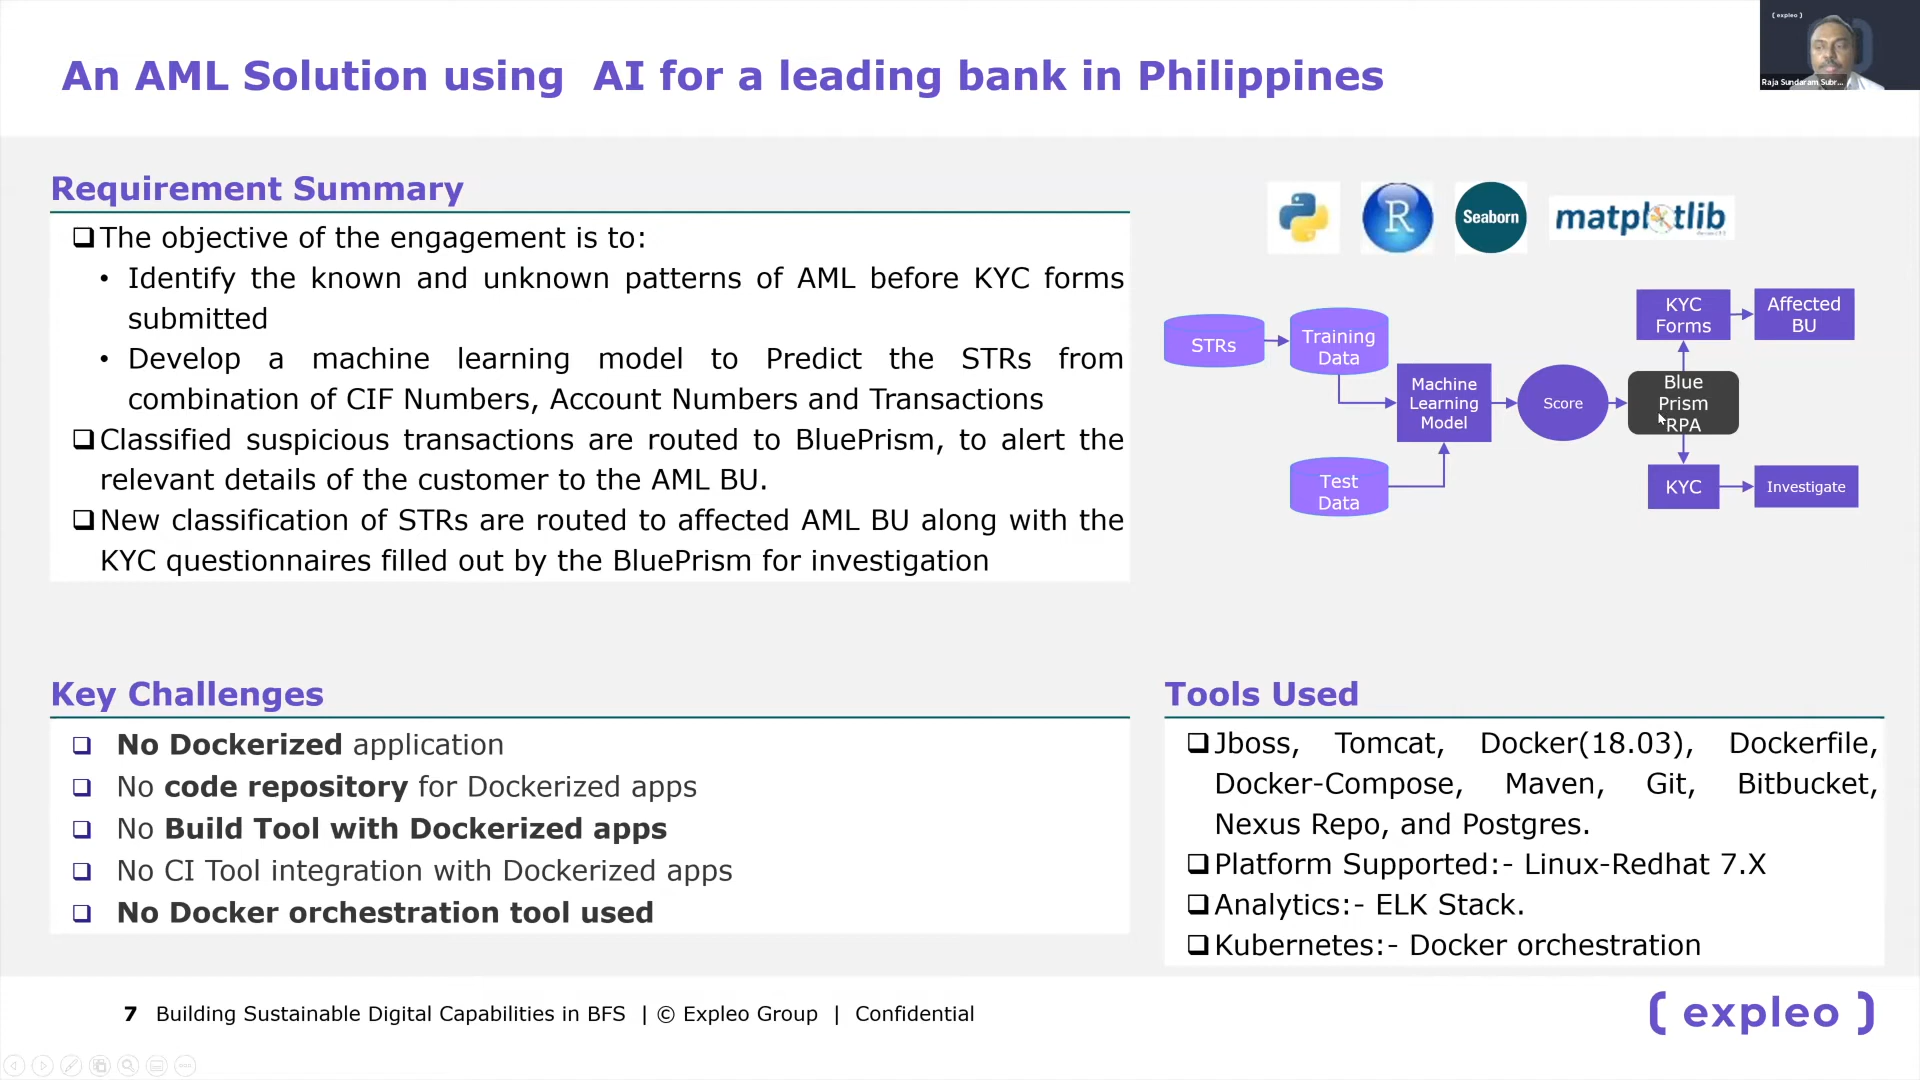 { expleo }
Raja Sundaram Subr...
An AML Solution using  AI for a leading bank in Philippines
Requirement Summary
❑The objective of the engagement is to:
• Identify the known and unknown patterns of AML before KYC forms
submitted
• Develop a machine learning model to Predict the STRs from
combination of CIF Numbers, Account Numbers and Transactions
❑Classified suspicious transactions are routed to BluePrism, to alert the
relevant details of the customer to the AML BU.
❑New classification of STRs are routed to affected AML BU along with the
KYC questionnaires filled out by the BluePrism for investigation
R
Seaborn
matplotlib
STRs
Training
Data
Test
Data
Machine
Learning
Model
Score
Blue
Prism
RPA
KYC
Forms
Affected
BU
KYC
Investigate
Key Challenges
❑ No Dockerized application
❑ No code repository for Dockerized apps
❑ No Build Tool with Dockerized apps
❑ No CI Tool integration with Dockerized apps
❑ No Docker orchestration tool used
Tools Used
❑Jboss, Tomcat, Docker(18.03), Dockerfile,
Docker-Compose, Maven, Git, Bitbucket,
Nexus Repo, and Postgres.
❑Platform Supported:- Linux-Redhat 7.X
❑Analytics:- ELK Stack.
❑Kubernetes:- Docker orchestration
7 Building Sustainable Digital Capabilities in BFS | © Expleo Group | Confidential
{ expleo }